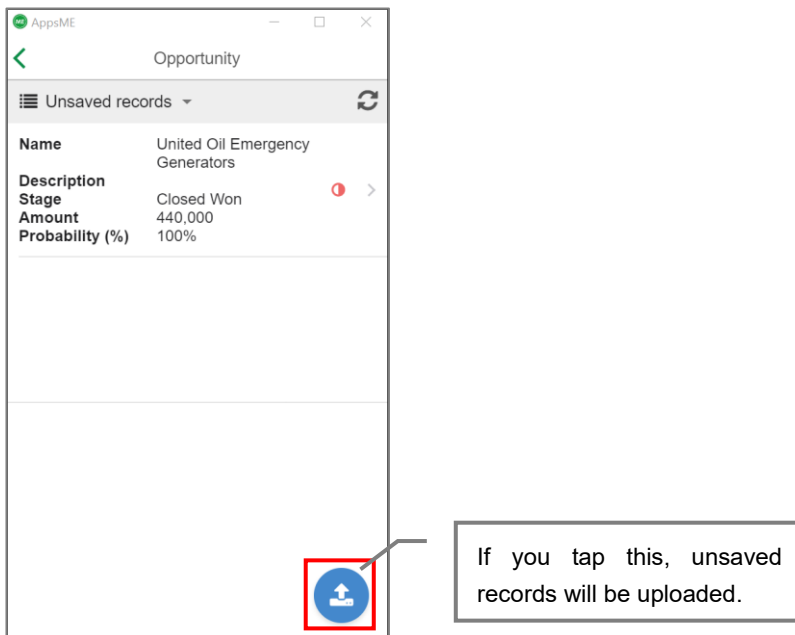 ME AppsME
Opportunity
Unsaved records
Name United Oil Emergency
Generators
Description
Stage Closed Won
Amount 440,000
Probability (%) 100%
If you tap this, unsaved
records will be uploaded.